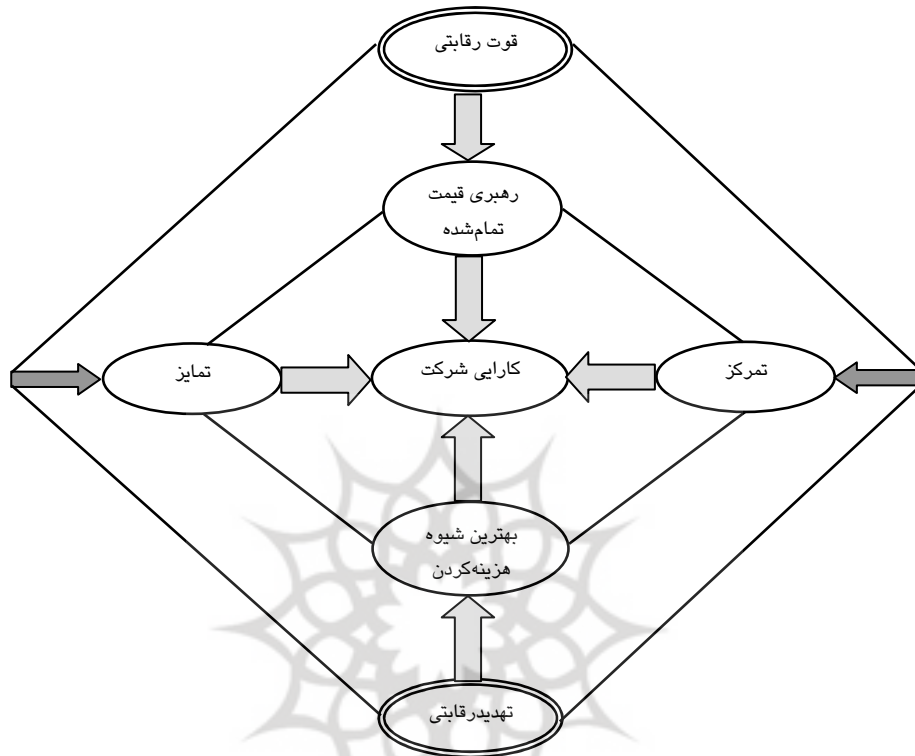 قوت رقابتی
رهبری قیمت
تمام‌شده
تمایز
کارایی شرکت
تمرکز
بهترین شیوه
هزینه‌کردن
تهدیدرقابتی